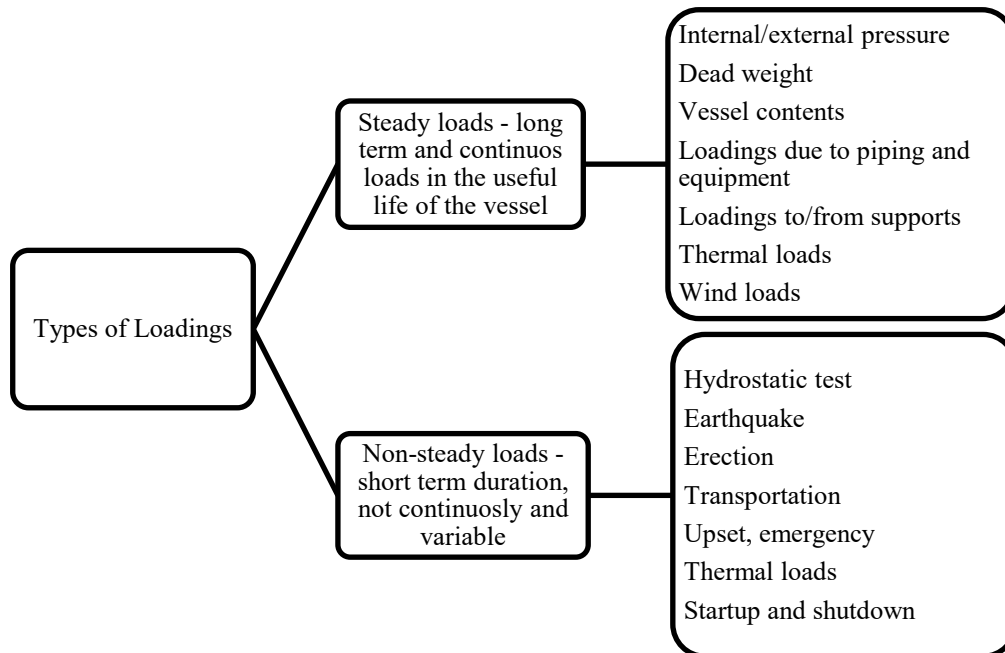 Types of Loadings
Steady loads - long
term and continuos
loads in the useful
life of the vessel
Internal/external pressure
Dead weight
Vessel contents
Loadings due to piping and
equipment
Loadings to/from supports
Thermal loads
Wind loads
Non-steady loads -
short term duration,
not continuosly and
variable
Hydrostatic test
Earthquake
Erection
Transportation
Upset, emergency
Thermal loads
Startup and shutdown